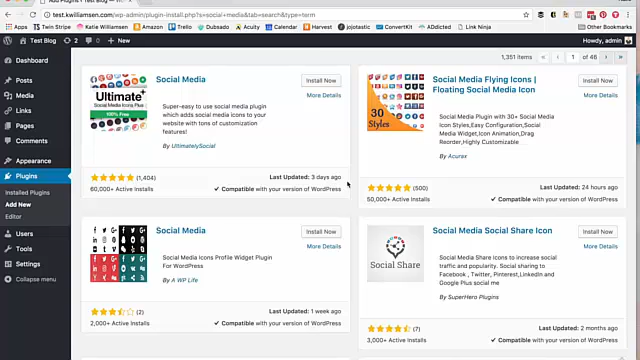 Add Plugins ‹ Test Blog — W
Katie
test.kwilliamsen.com/wp-admin/plugin-install.php?s=social+media&tab=search&type=term
Apps Twin Stripe Katie Williamsen Amazon Trello Dubsado Dropbox Acuity Calendar Harvest jojotastic ConvertKit ADDICTD Link Ninja Other Bookmarks
Test Blog 2 0 + New Howdy, admin
Dashboard
Posts
Media
Links
Pages
Comments
Appearance
Plugins
Installed Plugins
Add New
Editor
Users
Tools
Settings
Collapse menu
1,351 items « ‹ 1 of 46 › »
Ultimate+
Social Media Icons Plus
100% Free
Social Media
Install Now
More Details
Super-easy to use social media plugin
which adds social media icons to your
website with tons of customization
features!
By UltimatelySocial
(1,404)
60,000+ Active Installs
Last Updated: 3 days ago
✔ Compatible with your version of WordPress
30
Styles
Social Media Flying Icons |
Floating Social Media Icon
Install Now
More Details
Social Media Plugin with 30+ Social Media
Icon Styles,Easy Configuration,Social
Media Widget,Icon Animation,Drag
Reorder,Highly Customizable
By Acurax
(500)
50,000+ Active Installs
Last Updated: 24 hours ago
✔ Compatible with your version of WordPress
Social Media
Install Now
More Details
Social Media Icons Profile Widget Plugin
For WordPress
By A WP Life
(2)
2,000+ Active Installs
Last Updated: 1 week ago
✔ Compatible with your version of WordPress
Social Share
Social Media Social Share Icon
Install Now
More Details
Social Media Share Icons to increase social
traffic and popularity. Social sharing to
Facebook , Twitter, Pinterest,LinkedIn and
Google Plus social me
By SuperHero Plugins
(7)
3,000+ Active Installs
Last Updated: 2 months ago
✔ Compatible with your version of WordPress